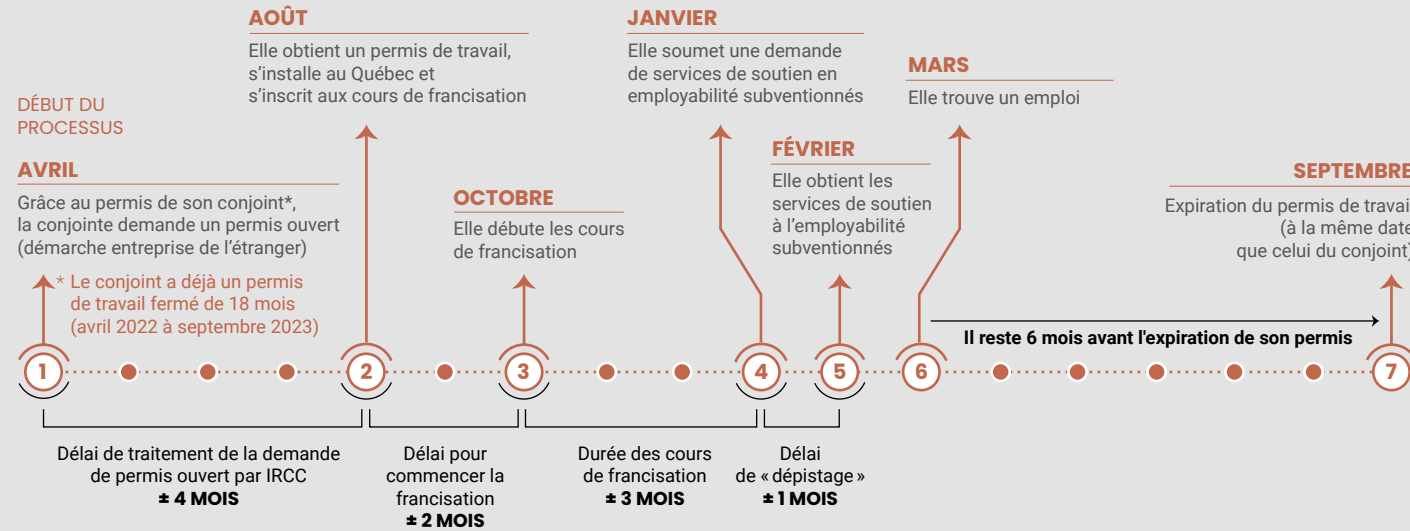 DÉBUT DU
PROCESSUS
AVRIL
Grâce au permis de son conjoint*,
la conjointe demande un permis ouvert
(démarche entreprise de l'étranger)
* Le conjoint a déjà un permis
de travail fermé de 18 mois
(avril 2022 à septembre 2023)
AOÛT
Elle obtient un permis de travail,
s'installe au Québec et
s'inscrit aux cours de francisation
OCTOBRE
Elle débute les cours
de francisation
JANVIER
Elle soumet une demande
de services de soutien en
employabilité subventionnés
FÉVRIER
Elle obtient les
services de soutien
à l'employabilité
subventionnés
MARS
Elle trouve un emploi
SEPTEMBRE
Expiration du permis de travail
(à la même date
que celui du conjoint)
Il reste 6 mois avant l'expiration de son permis
1
2
3
4
5
6
7
Délai de traitement de la demande
de permis ouvert par IRCC
± 4 MOIS
Délai pour
commencer la
francisation
± 2 MOIS
Durée des cours
de francisation
± 3 MOIS
Délai
de « dépistage »
± 1 MOIS